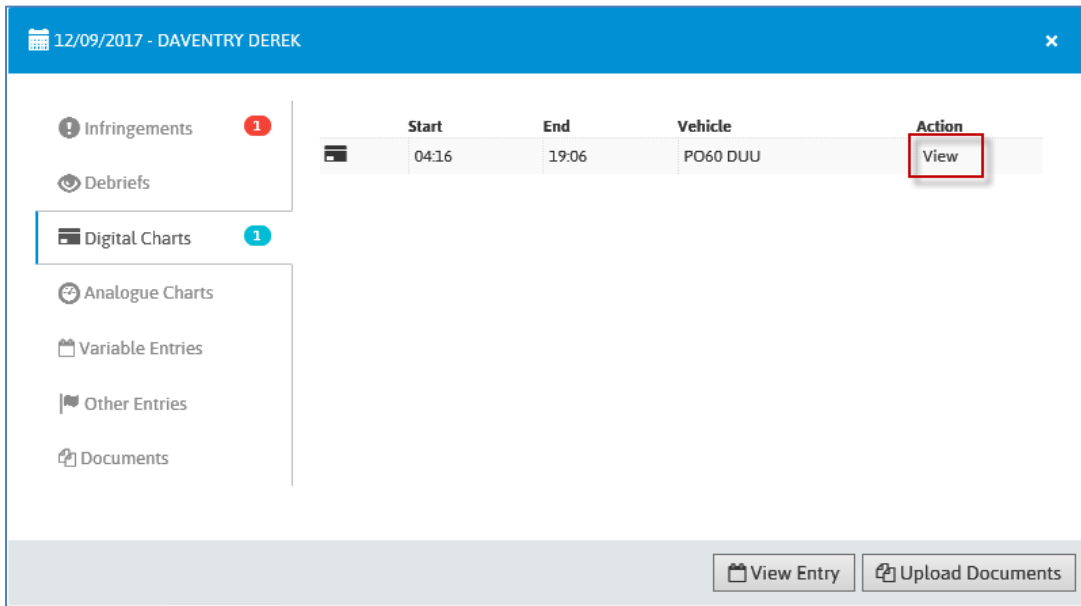 12/09/2017 - DAVENTRY DEREK ×
Infringements 1
Start End Vehicle Action
04:16 19:06 PO60 DUU View
Debriefs
Digital Charts 1
Analogue Charts
Variable Entries
Other Entries
Documents
View Entry Upload Documents